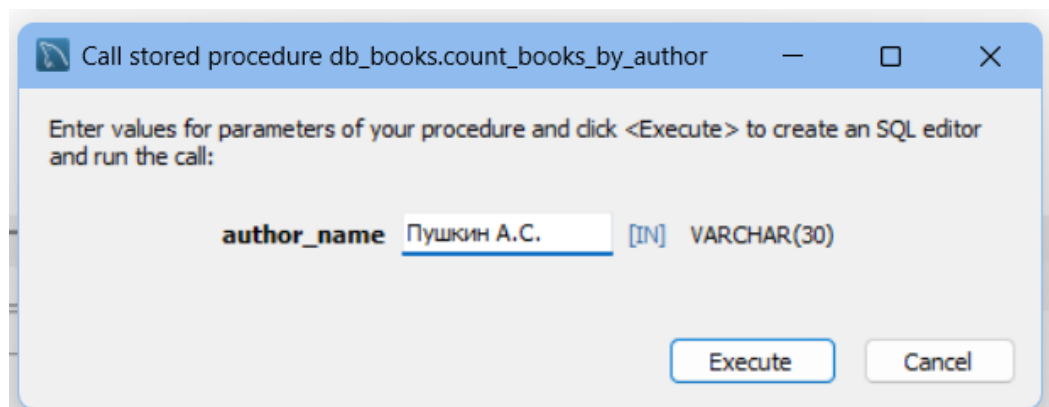 Call stored procedure db_books.count_books_by_author
Enter values for parameters of your procedure and click <Execute> to create an SQL editor
and run the call:
author_name Пушкин А.С. [IN] VARCHAR(30)
Execute Cancel